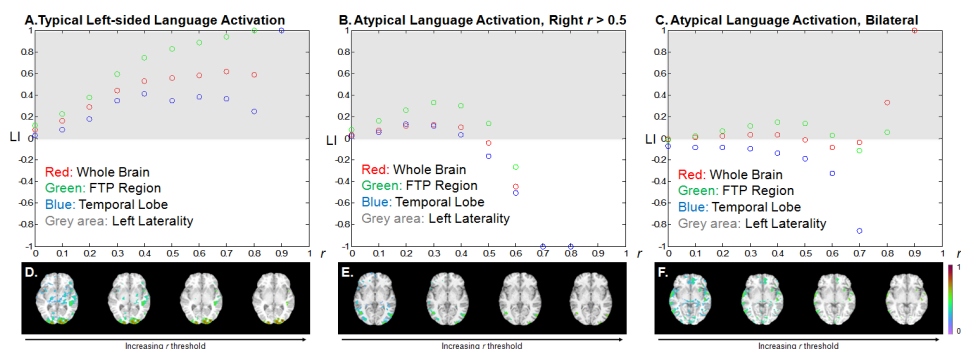 A.Typical Left-sided Language Activation
1
0.8
0.6
0.4
0.2
LI 0
-0.2
-0.4
-0.6
-0.8
-1
Red: Whole Brain
Green: FTP Region
Blue: Temporal Lobe
Grey area: Left Laterality
0 0.1 0.2 0.3 0.4 0.5 0.6 0.7 0.8 0.9 1 r
B. Atypical Language Activation, Right r > 0.5
1
0.8
0.6
0.4
0.2
LI 0
-0.2
-0.4
-0.6
-0.8
-1
Red: Whole Brain
Green: FTP Region
Blue: Temporal Lobe
Grey area: Left Laterality
0 0.1 0.2 0.3 0.4 0.5 0.6 0.7 0.8 0.9 1 r
C. Atypical Language Activation, Bilateral
1
0.8
0.6
0.4
0.2
LI 0
-0.2
-0.4
-0.6
-0.8
-1
Red: Whole Brain
Green: FTP Region
Blue: Temporal Lobe
Grey area: Left Laterality
0 0.1 0.2 0.3 0.4 0.5 0.6 0.7 0.8 0.9 1 r
D.
Increasing r threshold
E.
Increasing r threshold
F.
Increasing r threshold
1
0